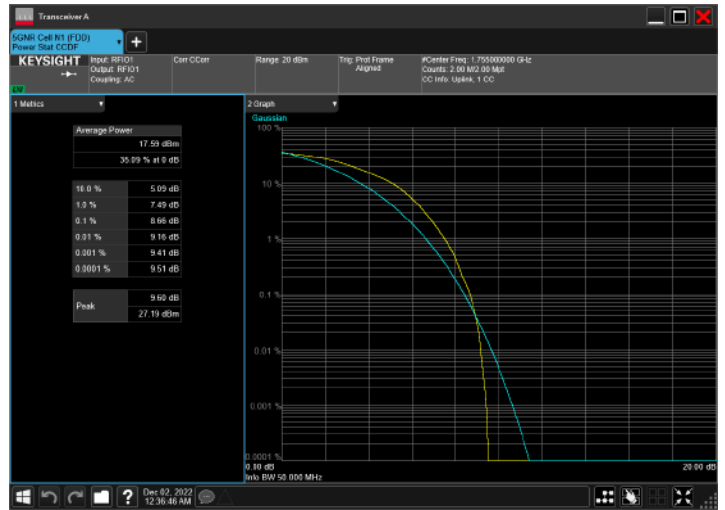 Transceiver A
5GNR Cell N1 (FDD)
Power Stat CCDF
KEYSIGHT
Input: RFIO1
Output: RFIO1
Coupling: AC
Corr CCorr
Range: 20 dBm
Trig: Prot Frame
Aligned
#Center Freq: 1.755000000 GHz
Counts: 2.00 M/2.00 Mpt
CC Info: Uplink, 1 CC
1 Metrics
Average Power
17.59 dBm
35.09 % at 0 dB
10.0 % 5.09 dB
1.0 % 7.49 dB
0.1 % 8.66 dB
0.01 % 9.16 dB
0.001 % 9.41 dB
0.0001 % 9.51 dB
Peak
9.60 dB
27.19 dBm
2 Graph
Gaussian
100 %
10 %
1 %
0.1 %
0.01 %
0.001 %
0.0001 %
20.00 dB
Info BW 50.000 MHz
Dec 02, 2022
12:36:46 AM